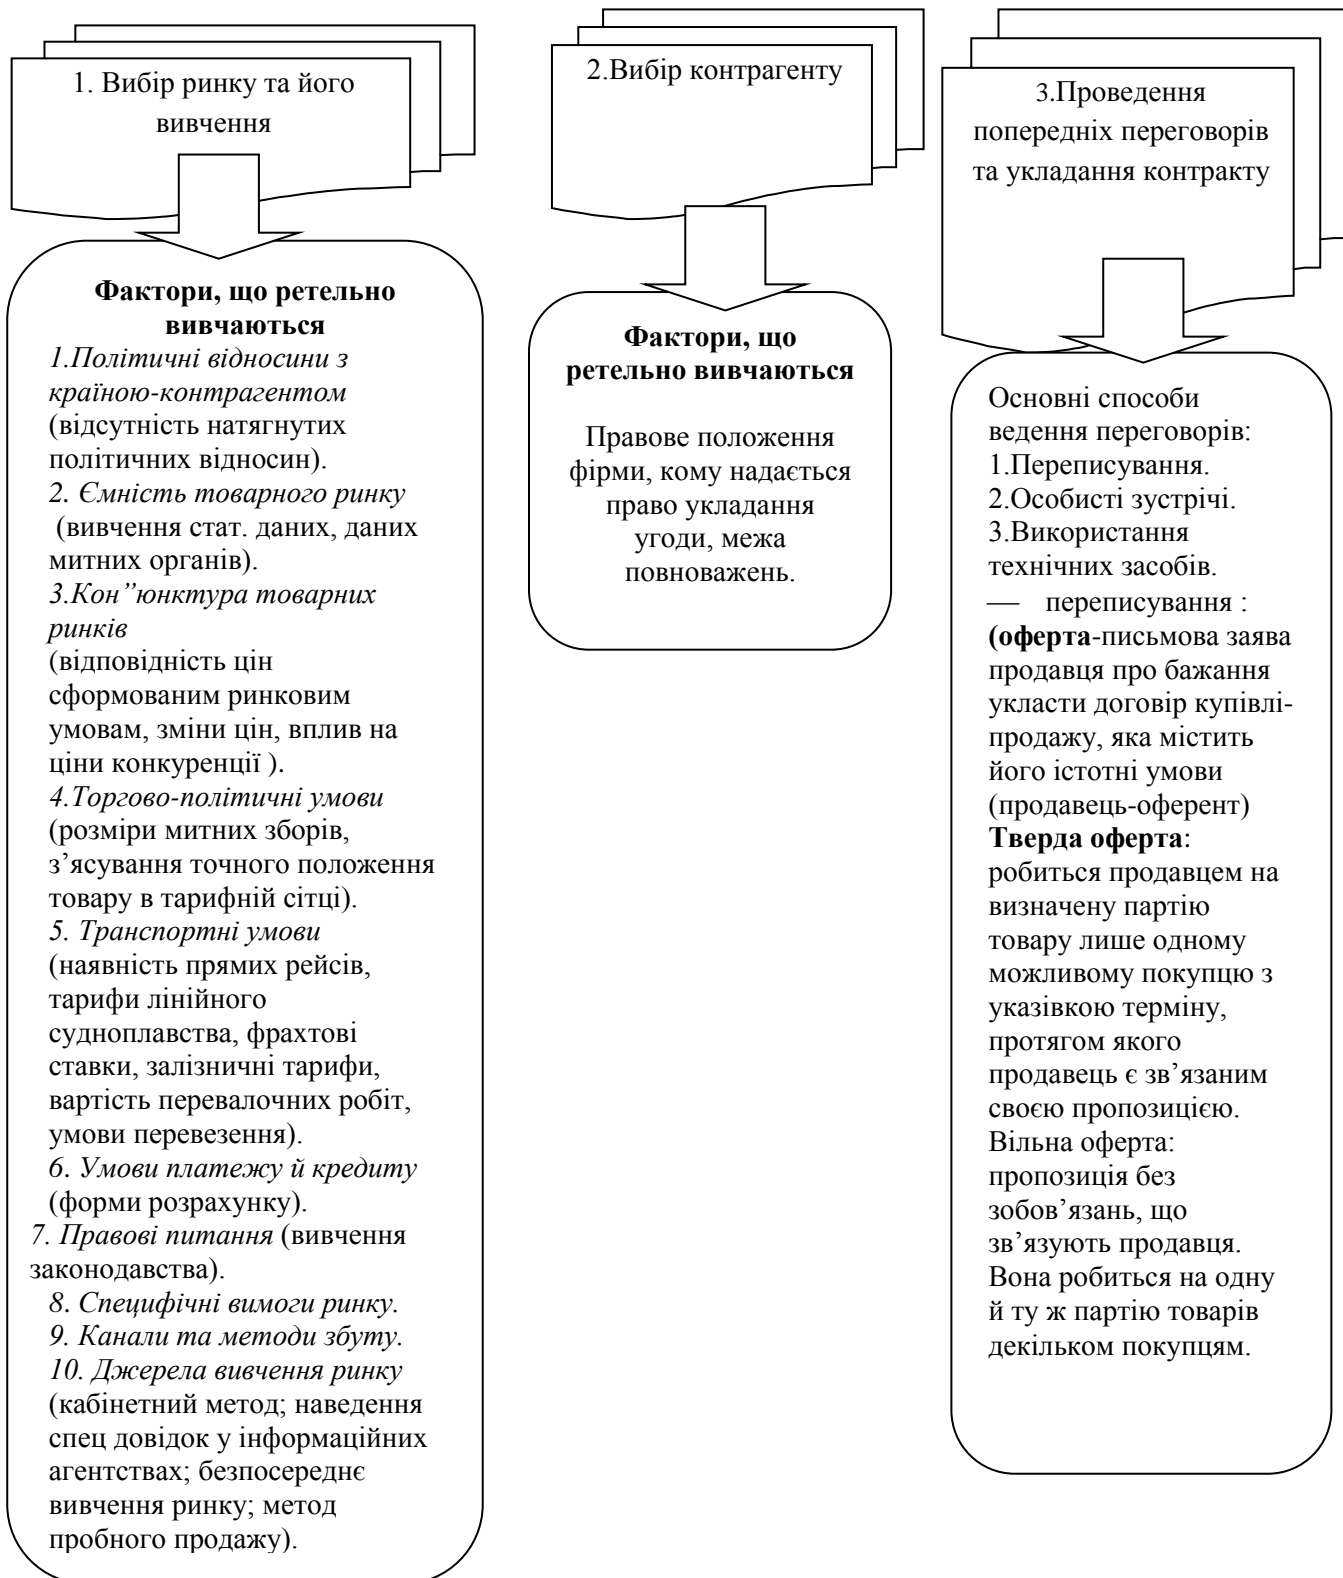 1. Вибір ринку та його
вивчення
Фактори, що ретельно
вивчаються
1.Політичні відносини з
країною-контрагентом
(відсутність натягнутих
політичних відносин).
2. Ємність товарного ринку
(вивчення стат. даних, даних
митних органів).
3.Кон”юнктура товарних
ринків
(відповідність цін
сформованим ринковим
умовам, зміни цін, вплив на
ціни конкуренції ).
4.Торгово-політичні умови
(розміри митних зборів,
з’ясування точного положення
товару в тарифній сітці).
5. Транспортні умови
(наявність прямих рейсів,
тарифи лінійного
судноплавства, фрахтові
ставки, залізничні тарифи,
вартість перевалочних робіт,
умови перевезення).
6. Умови платежу й кредиту
(форми розрахунку).
7. Правові питання (вивчення
законодавства).
8. Специфічні вимоги ринку.
9. Канали та методи збуту.
10. Джерела вивчення ринку
(кабінетний метод; наведення
спец довідок у інформаційних
агентствах; безпосереднє
вивчення ринку; метод
пробного продажу).
2.Вибір контрагенту
Фактори, що
ретельно вивчаються
Правове положення
фірми, кому надається
право укладання
угоди, межа
повноважень.
3.Проведення
попередніх переговорів
та укладання контракту
Основні способи
ведення переговорів:
1.Переписування.
2.Особисті зустрічі.
3.Використання
технічних засобів.
— переписування :
(оферта-письмова заява
продавця про бажання
укласти договір купівлі-
продажу, яка містить
його істотні умови
(продавець-оферент)
Тверда оферта:
робиться продавцем на
визначену партію
товару лише одному
можливому покупцю з
указівкою терміну,
протягом якого
продавець є зв’язаним
своєю пропозицією.
Вільна оферта:
пропозиція без
зобов’язань, що
зв’язують продавця.
Вона робиться на одну
й ту ж партію товарів
декільком покупцям.